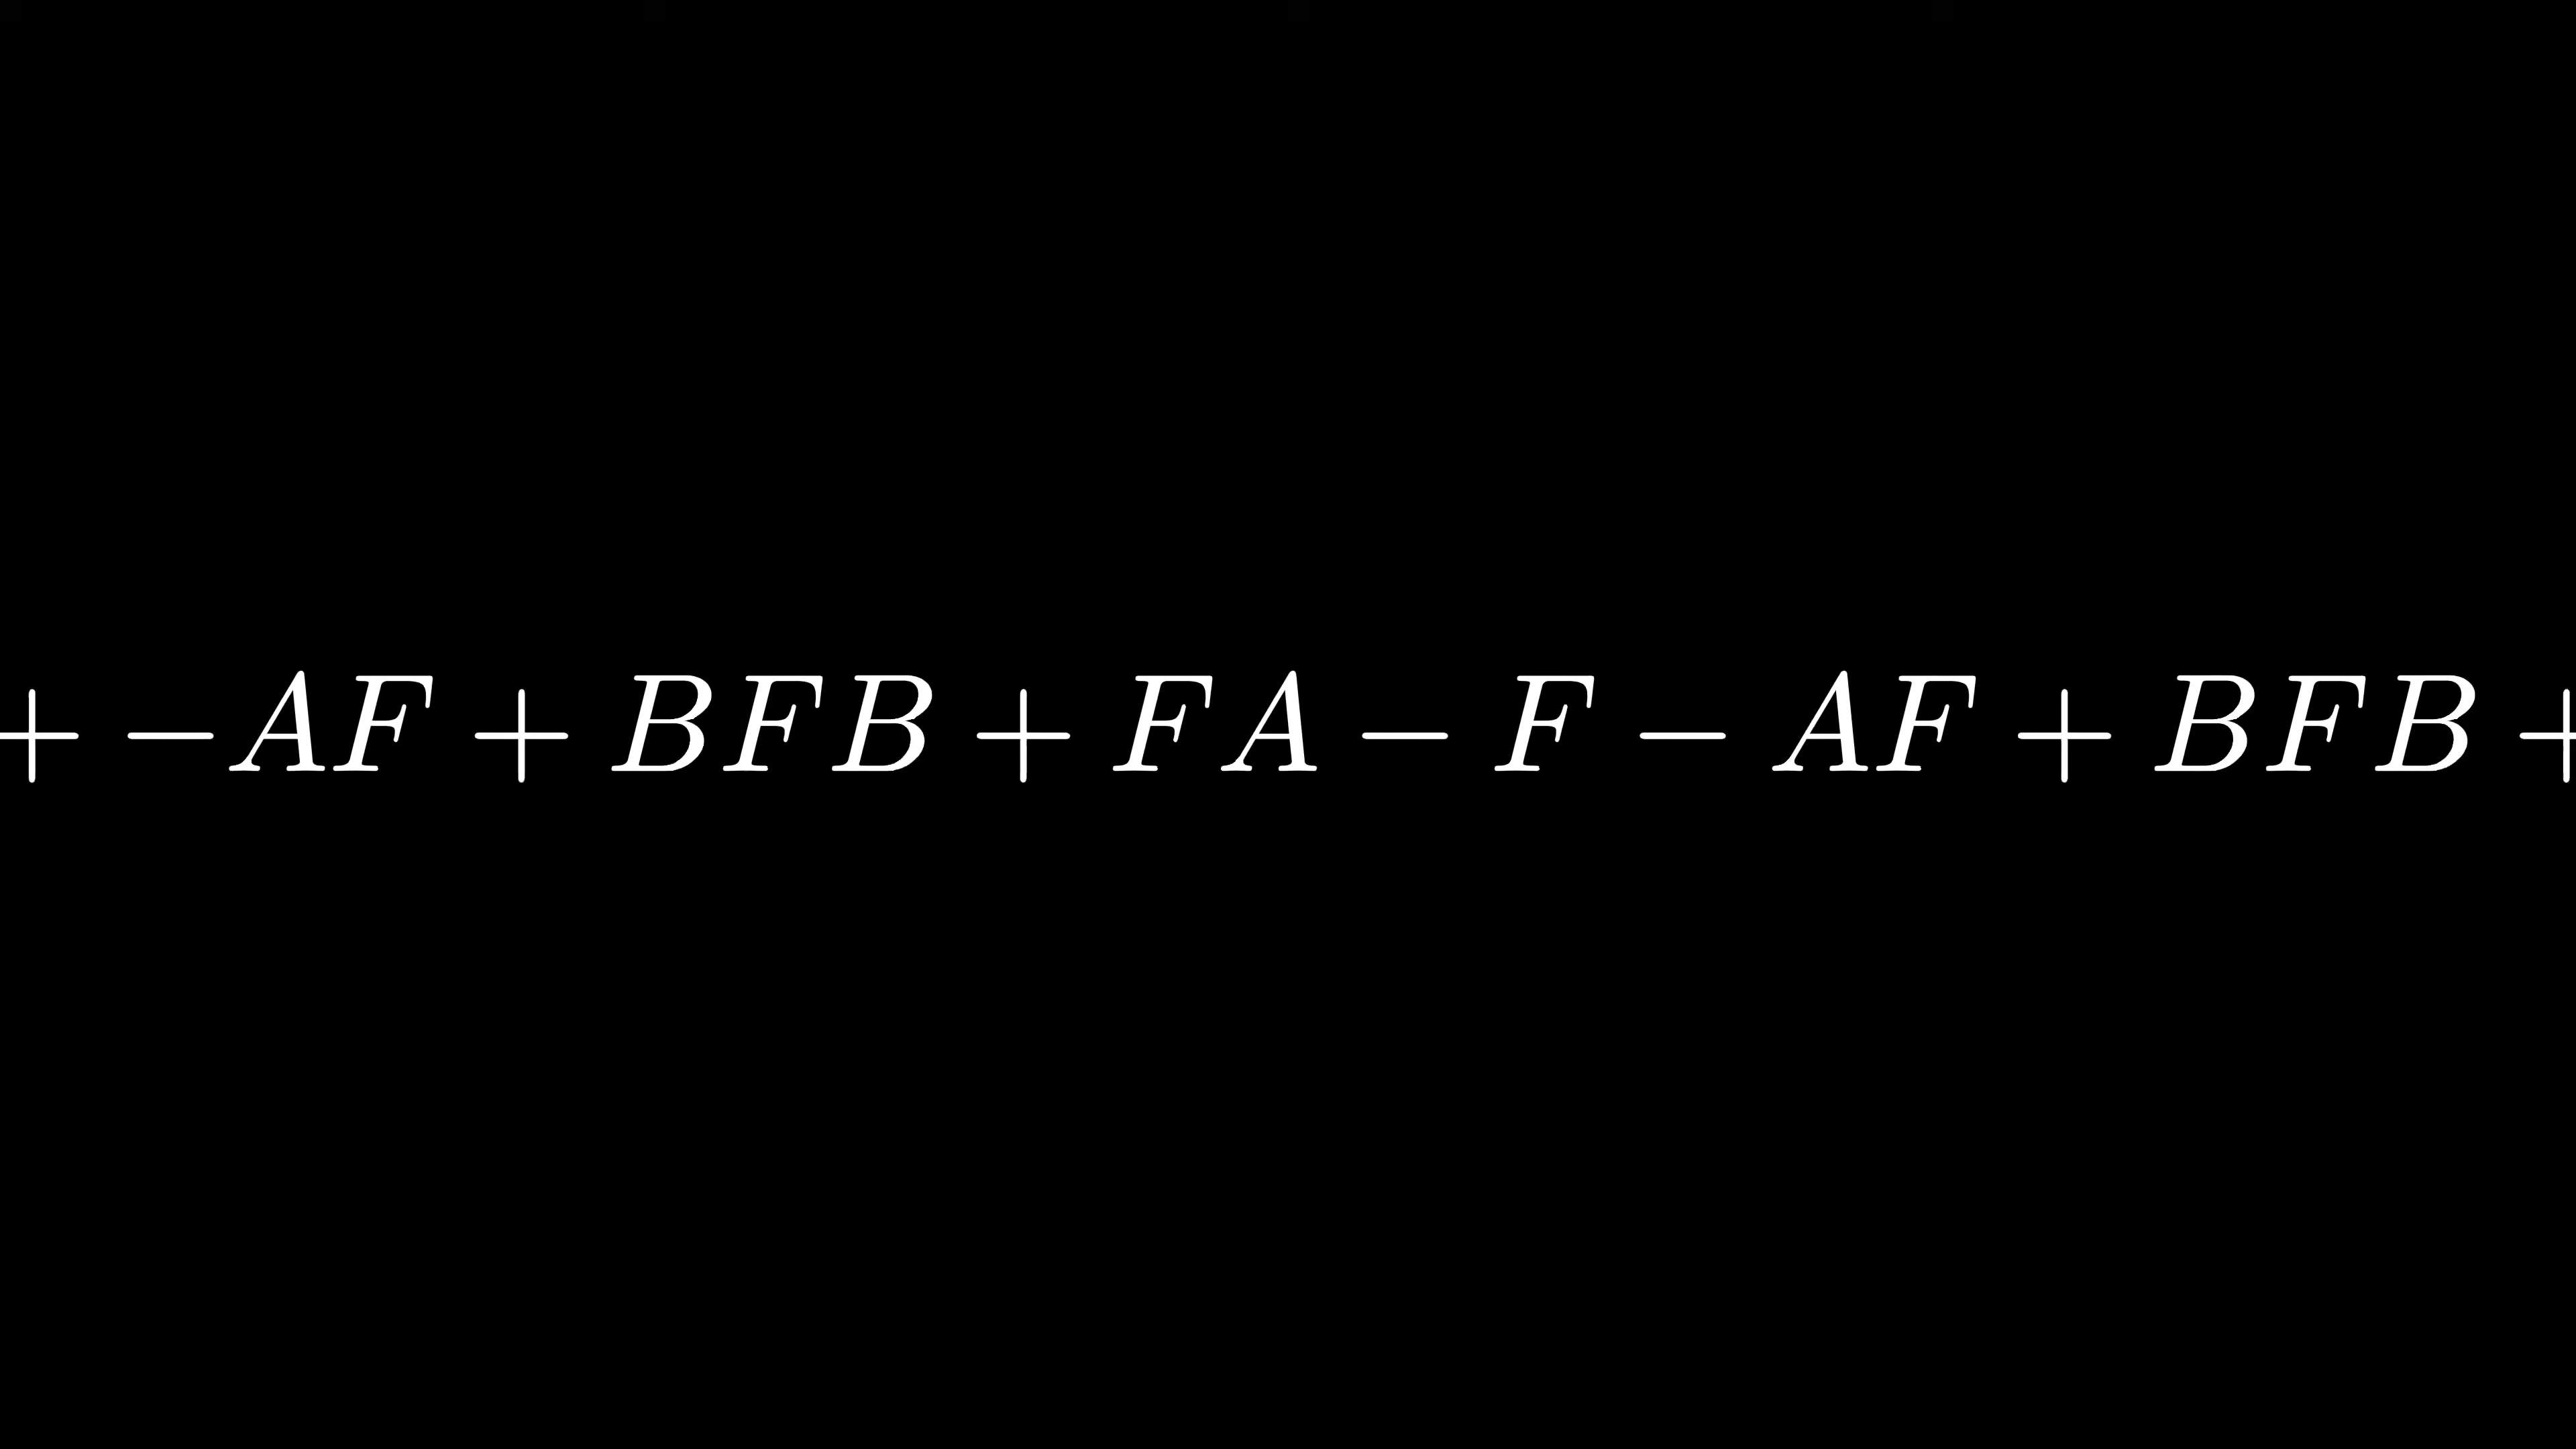 + − AF + BFB + FA − F − AF + BFB +